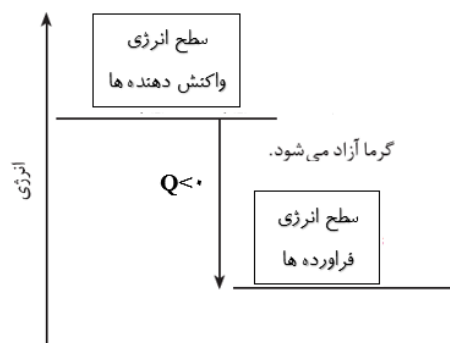 سطح انرژی
واکنش دهنده ها
گرما آزاد می‌شود.
انرژی
Q<۰
سطح انرژی
فراورده ها